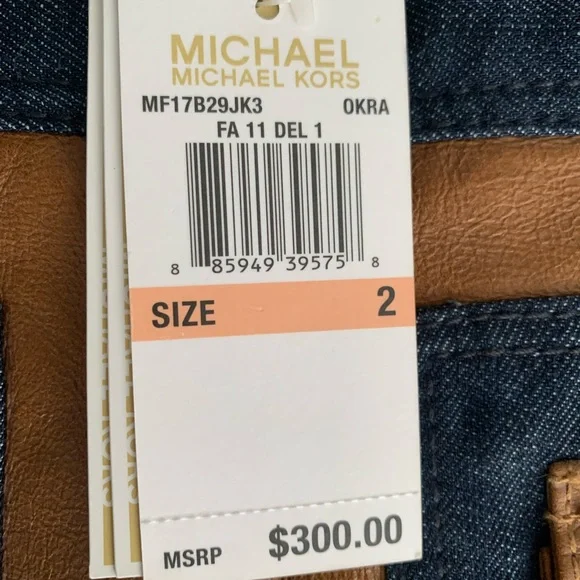 MICHAEL
MICHAEL KORS
MF17B29JK3 OKRA
FA 11 DEL 1
8 85949 39575 8
SIZE 2
MSRP $300.00